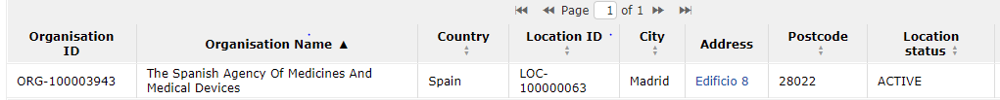 Page 1 of 1
Organisation ID
Organisation Name ▲
Country
Location ID
City
Address
Postcode
Location status
ORG-100003943
The Spanish Agency Of Medicines And
Medical Devices
Spain
LOC-
100000063
Madrid
Edificio 8
28022
ACTIVE